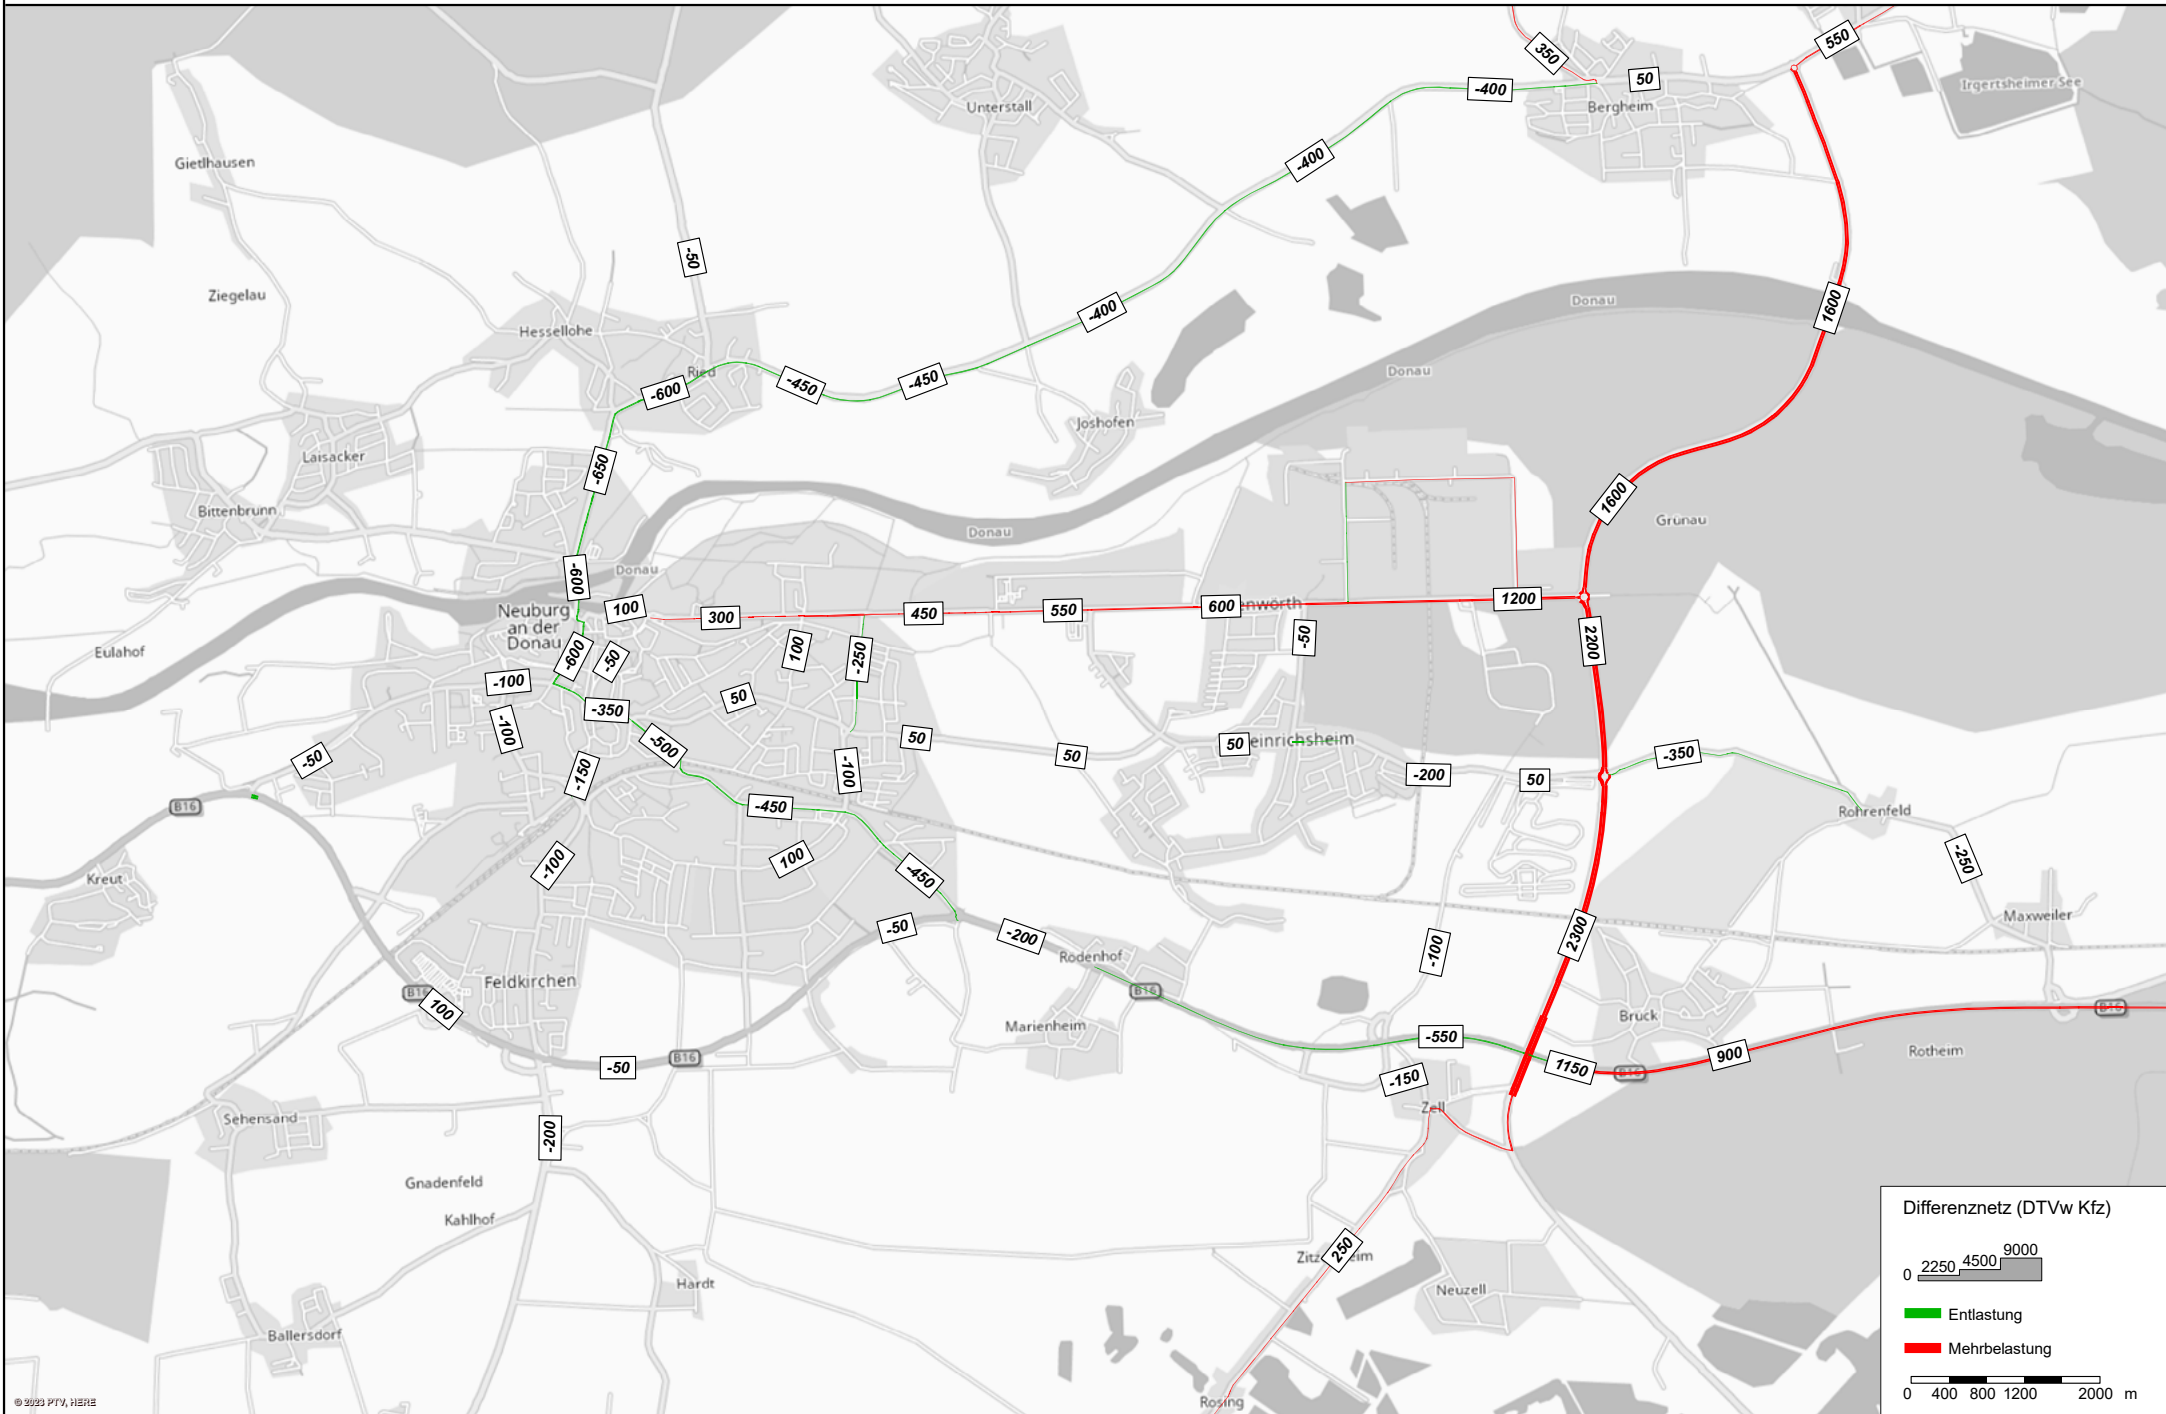 550
350
50
-400
Irgertsheimer See
Unterstall
Bergheim
Gietlhausen
-400
-50
Ziegelau
Donau
1600
Hessellohe
-400
Ried
Donau
-600
-450
-450
Joshofen
Laisacker
-650
1600
Bittenbrunn
Grünau
Donau
Donau
-600
Neuburg
an der
Donau
100
300
450
550
600
enwörth
1200
Eulahof
-600
-50
100
-250
-50
2200
-100
50
-350
-100
-500
50
50
50
einrichsheim
-200
50
-350
-50
-150
-100
B16
-450
Rohrenfeld
-100
100
-450
-250
Kreut
Maxweiler
-50
-200
-100
2300
Rödenhof
Feldkirchen
B16
B16
100
Marienheim
Bruck
B16
-550
Rotheim
-50
B16
1150
B16
900
-150
Zell
Sehensand
-200
Gnadenfeld
Kahlhof
250
Zitz
eim
Hardt
Neuzell
Ballersdorf
Rosing
Differenznetz (DTVw Kfz)
0 2250 4500 9000
Entlastung
Mehrbelastung
0 400 800 1200 2000 m
© 2023 PTV, HERE